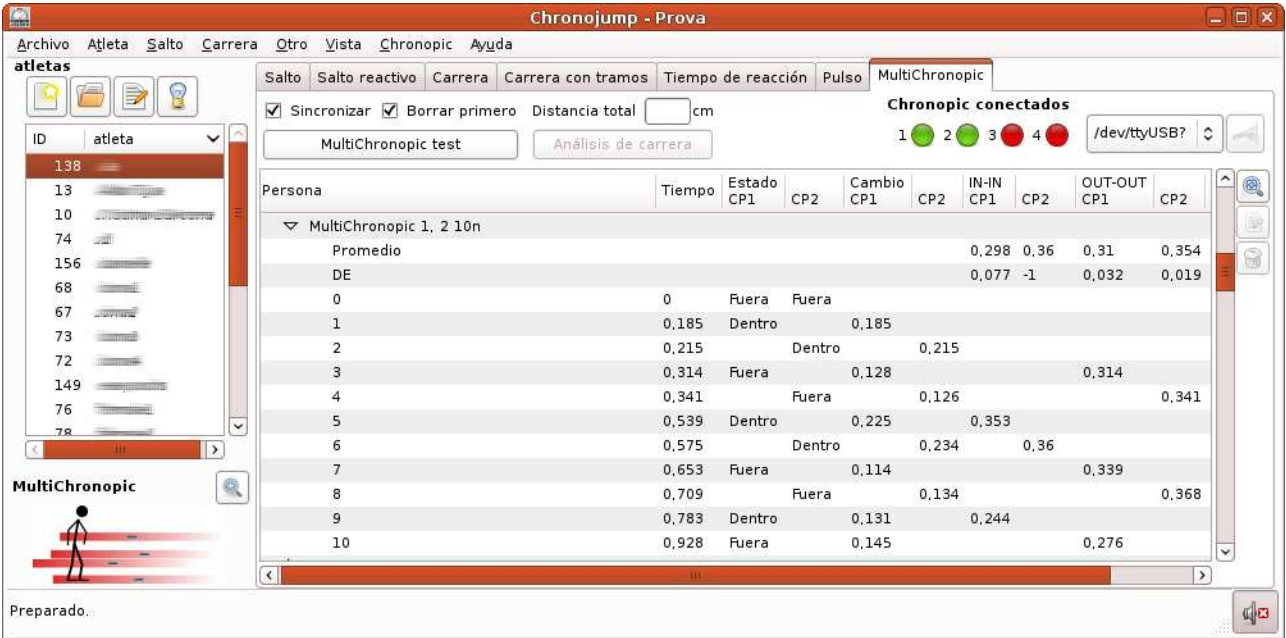 Chronojump - Prova
Archivo Atleta Salto Carrera Otro Vista Chronopic Ayuda
atletas
ID atleta
138
13
10
74
156
68
67
73
72
149
76
78
MultiChronopic
Salto Salto reactivo Carrera Carrera con tramos Tiempo de reacción Pulso MultiChronopic
Sincronizar Borrar primero Distancia total cm
MultiChronopic test Análisis de carrera
Chronopic conectados
1 2 3 4 /dev/ttyUSB?
Persona Tiempo Estado CP1 CP2 Cambio CP1 CP2 IN-IN CP1 CP2 OUT-OUT CP1 CP2
MultiChronopic 1, 2 10n
Promedio 0,298 0,36 0,31 0,354
DE 0,077 -1 0,032 0,019
0 0 Fuera Fuera
1 0,185 Dentro 0,185
2 0,215 Dentro 0,215
3 0,314 Fuera 0,128 0,314
4 0,341 Fuera 0,126 0,341
5 0,539 Dentro 0,225 0,353
6 0,575 Dentro 0,234 0,36
7 0,653 Fuera 0,114 0,339
8 0,709 Fuera 0,134 0,368
9 0,783 Dentro 0,131 0,244
10 0,928 Fuera 0,145 0,276
Preparado.